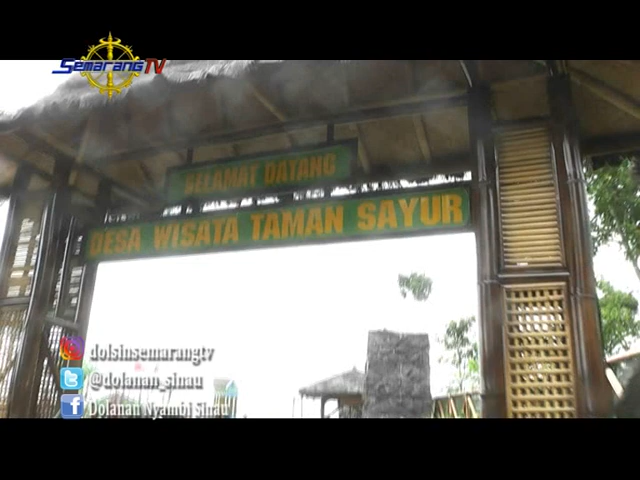 SemarangTV
SELAMAT DATANG
DESA WISATA TAMAN SAYUR
dolsinsemarangtv
@dolanan_sinau
Dolanan Nyambi Sinau